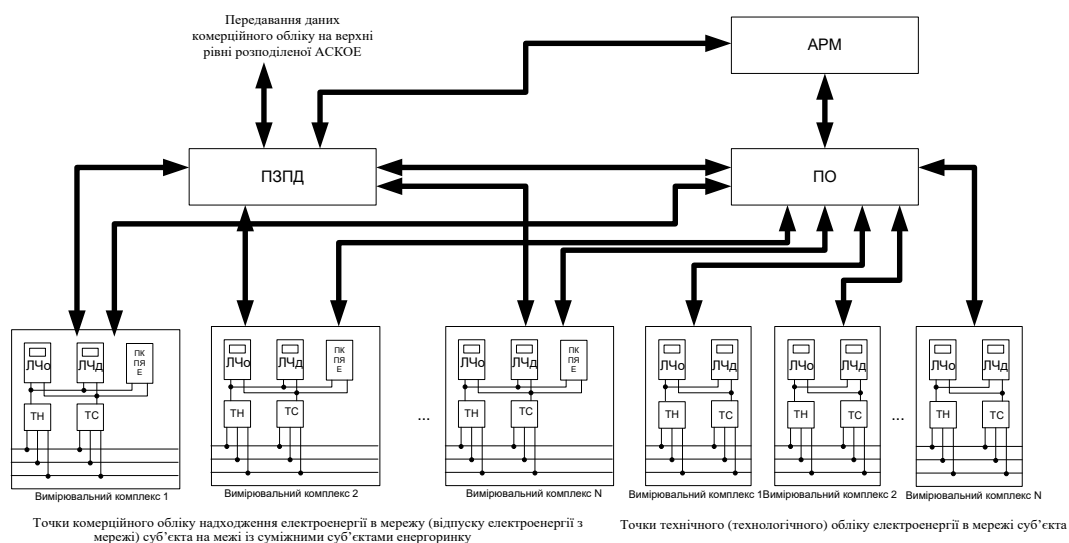 Передавання даних
комерційного обліку на верхні
рівні розподіленої АСКОЕ
АРМ
ПЗПД
ПО
ЛЧо
ЛЧд
ПК
ПЯ
Е
ТН
ТС
Вимірювальний комплекс 1
ЛЧо
ЛЧд
ПК
ПЯ
Е
ТН
ТС
Вимірювальний комплекс 2
...
ЛЧо
ЛЧд
ПК
ПЯ
Е
ТН
ТС
Вимірювальний комплекс N
ЛЧо
ЛЧд
ТН
ТС
Вимірювальний комплекс 1
ЛЧо
ЛЧд
ТН
ТС
Вимірювальний комплекс 2
...
ЛЧо
ЛЧд
ТН
ТС
Вимірювальний комплекс N
Точки комерційного обліку надходження електроенергії в мережу (відпуску електроенергії з
мережі) суб’єкта на межі із суміжними суб’єктами енергоринку
Точки технічного (технологічного) обліку електроенергії в мережі суб’єкта